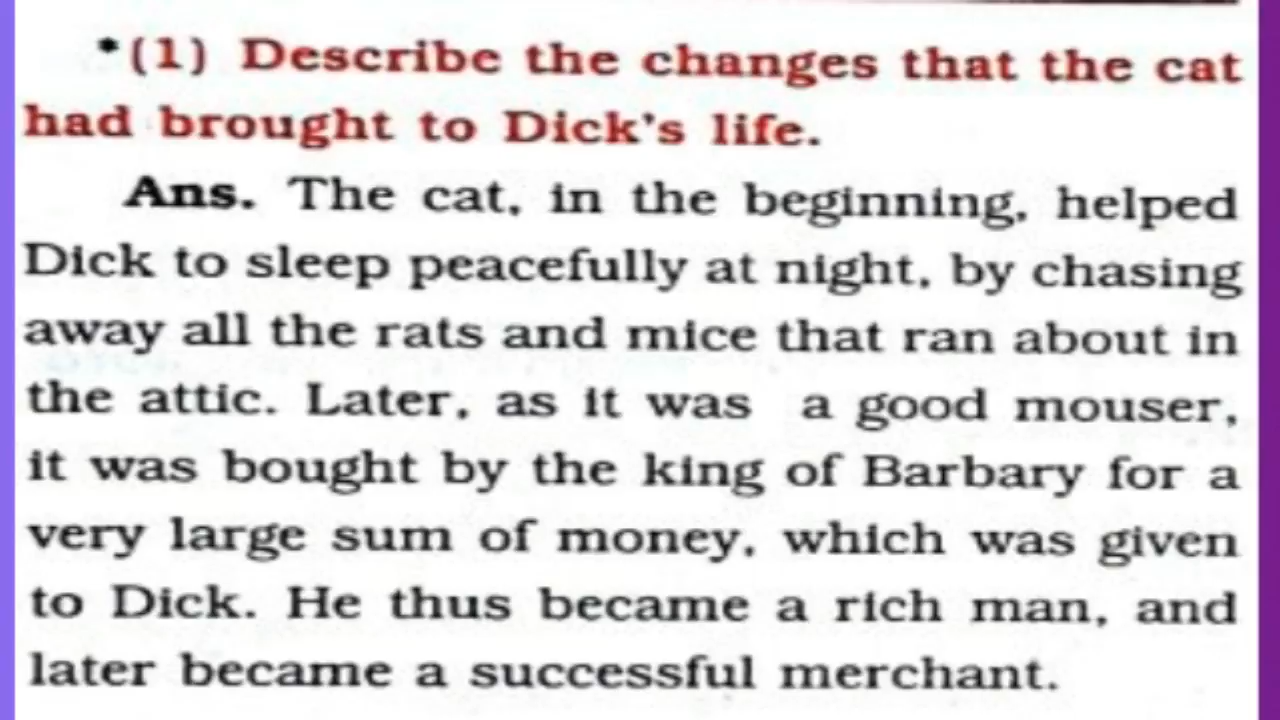 *(1) Describe the changes that the cat
had brought to Dick's life.
Ans. The cat, in the beginning, helped
Dick to sleep peacefully at night, by chasing
away all the rats and mice that ran about in
the attic. Later, as it was a good mouser,
it was bought by the king of Barbary for a
very large sum of money, which was given
to Dick. He thus became a rich man, and
later became a successful merchant.